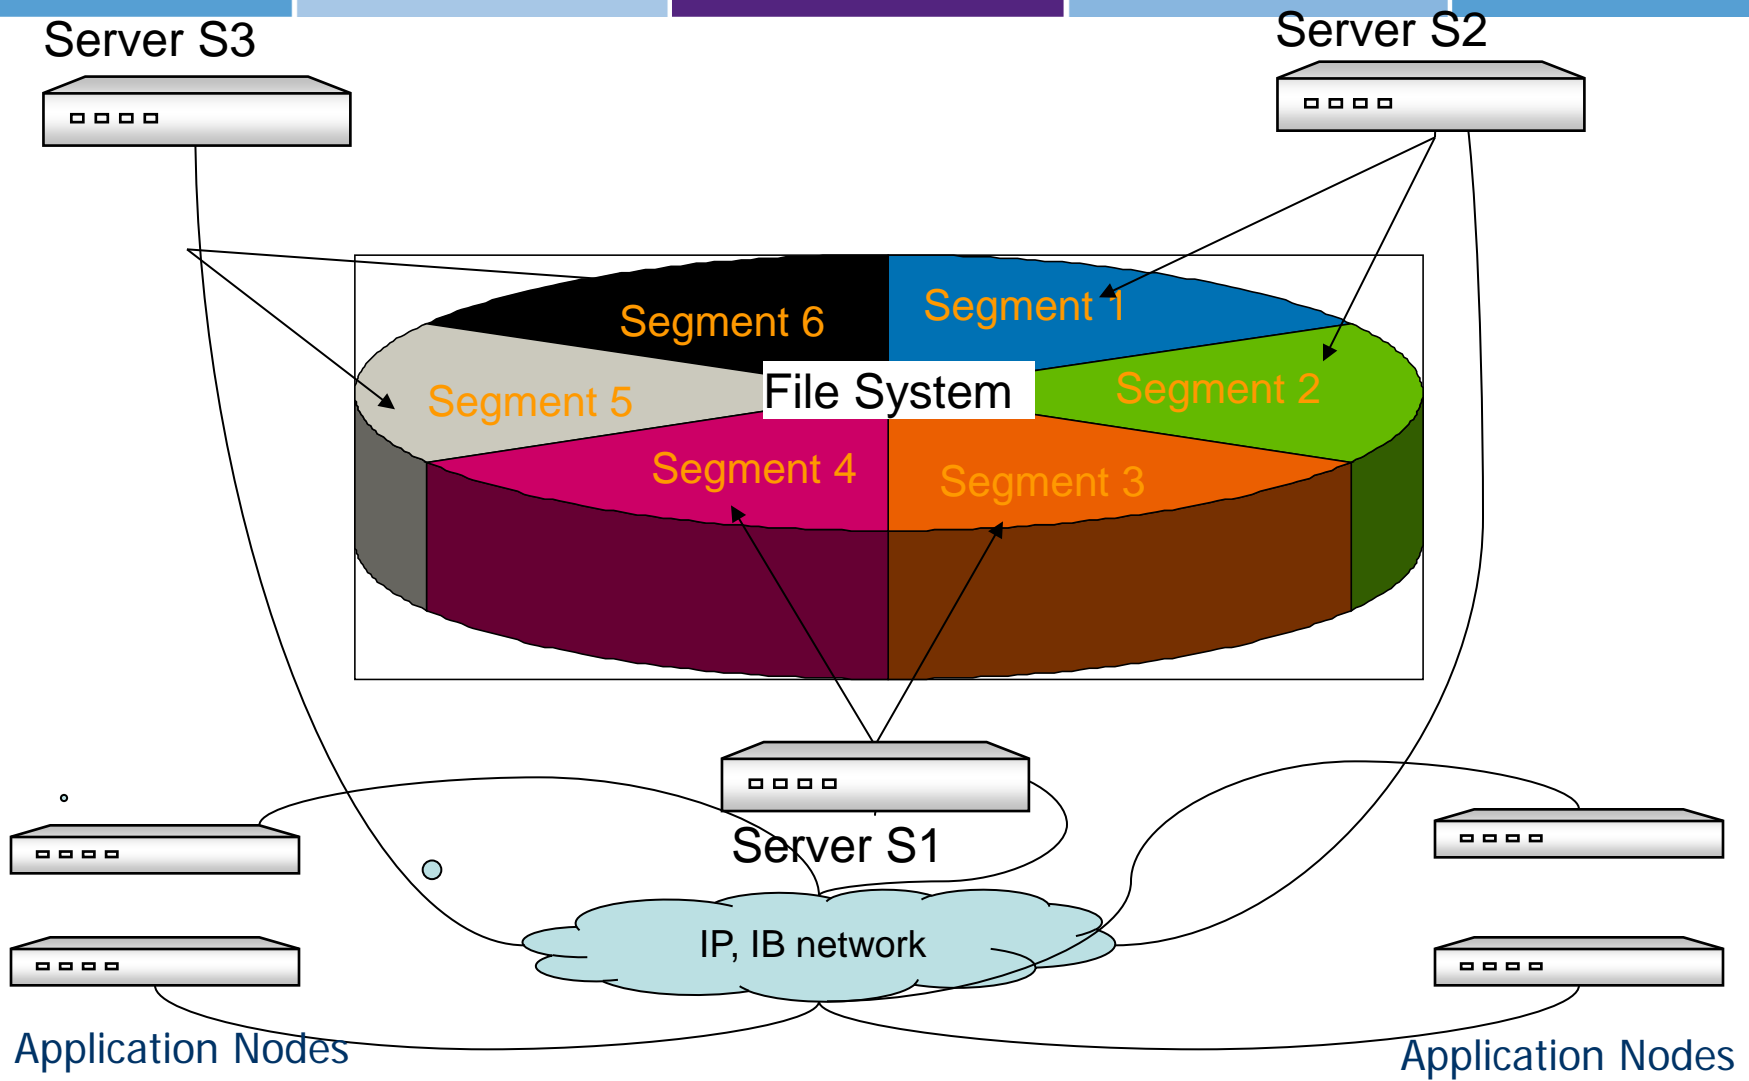 Server S3
Server S2
Segment 6
Segment 1
File System
Segment 5
Segment 2
Segment 4
Segment 3
Server S1
IP, IB network
Application Nodes
Application Nodes